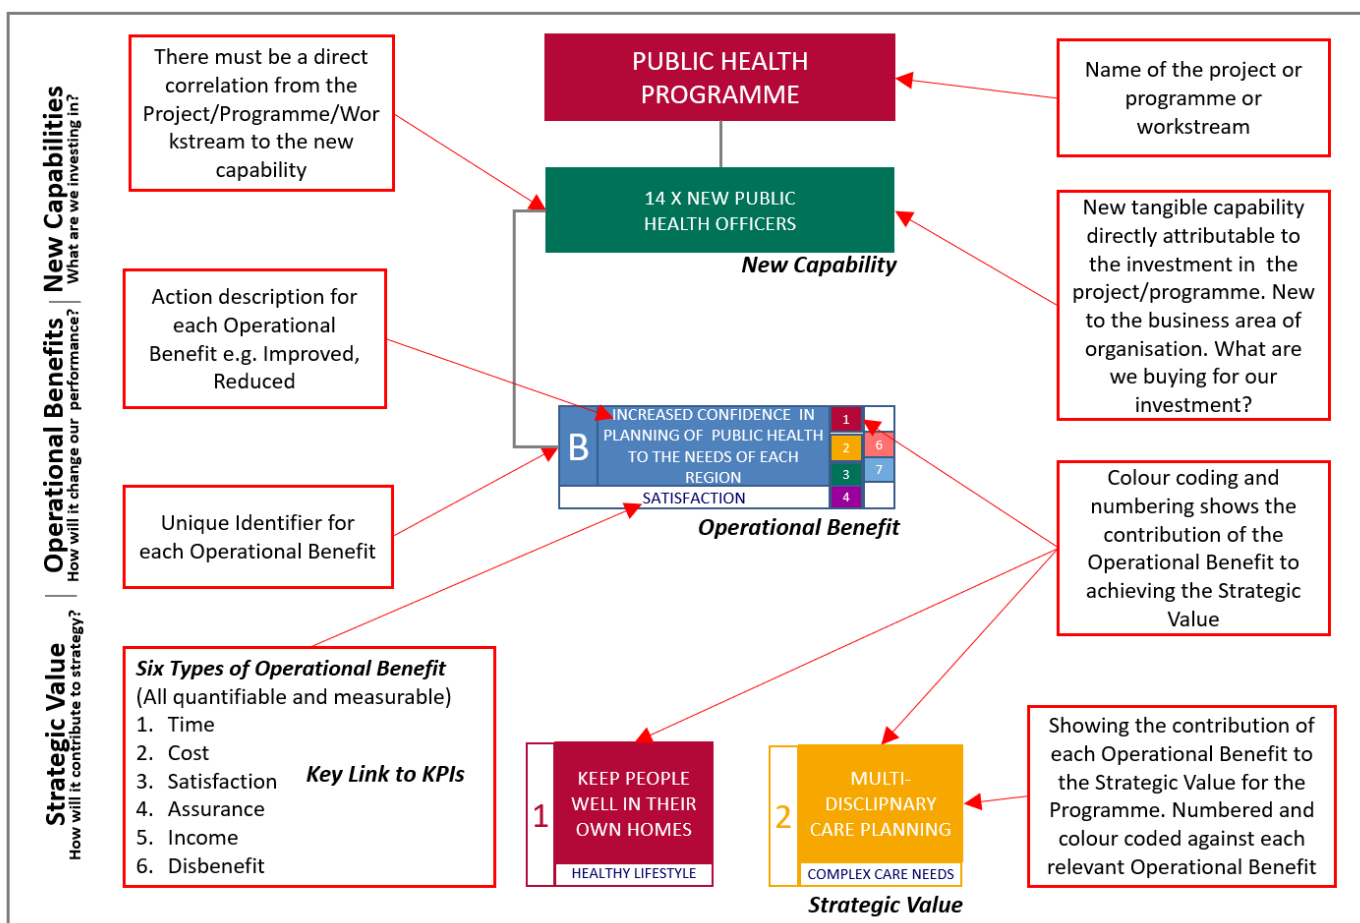 New Capabilities
What are we investing in?
Operational Benefits
How will it change our performance?
Strategic Value
How will it contribute to strategy?
There must be a direct
correlation from the
Project/Programme/Wor
kstream to the new
capability
PUBLIC HEALTH
PROGRAMME
Name of the project or
programme or
workstream
14 X NEW PUBLIC
HEALTH OFFICERS
New Capability
New tangible capability
directly attributable to
the investment in the
project/programme. New
to the business area of
organisation. What are
we buying for our
investment?
Action description for
each Operational
Benefit e.g. Improved,
Reduced
B
INCREASED CONFIDENCE IN
PLANNING OF PUBLIC HEALTH
TO THE NEEDS OF EACH
REGION
SATISFACTION
1
2
3
4
6
7
Operational Benefit
Unique Identifier for
each Operational Benefit
Colour coding and
numbering shows the
contribution of the
Operational Benefit to
achieving the Strategic
Value
Six Types of Operational Benefit
(All quantifiable and measurable)
1. Time
2. Cost
3. Satisfaction
4. Assurance
5. Income
6. Disbenefit
Key Link to KPIs
1
KEEP PEOPLE
WELL IN THEIR
OWN HOMES
HEALTHY LIFESTYLE
2
MULTI-
DISCLIPNARY
CARE PLANNING
COMPLEX CARE NEEDS
Strategic Value
Showing the contribution of
each Operational Benefit to
the Strategic Value for the
Programme. Numbered and
colour coded against each
relevant Operational Benefit